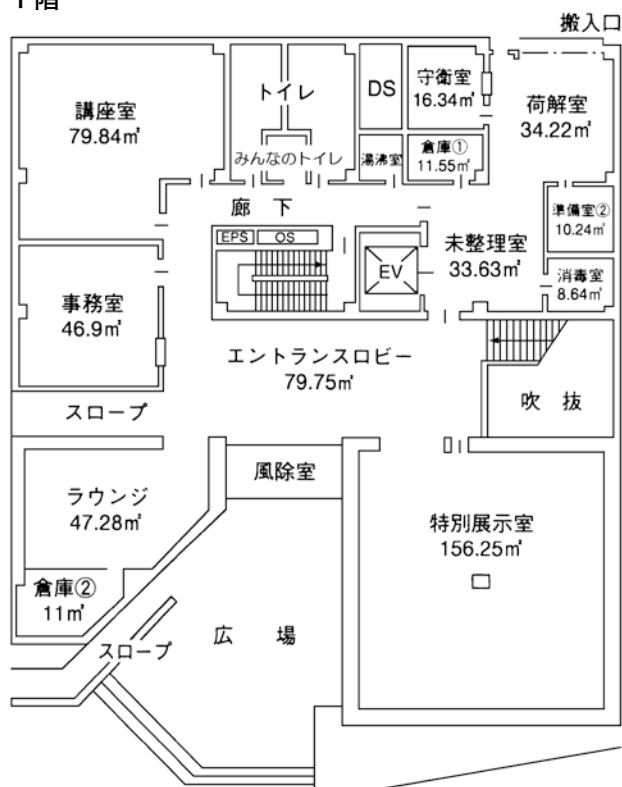 1階
搬入口
講座室
79.84㎡
トイレ
みんなのトイレ
DS
守衛室
16.34㎡
荷解室
34.22㎡
湯沸室
倉庫①
11.55㎡
廊　下
EPS
OS
EV
未整理室
33.63㎡
準備室②
10.24㎡
消毒室
8.64㎡
事務室
46.9㎡
エントランスロビー
79.75㎡
吹　抜
スロープ
ラウンジ
47.28㎡
風除室
特別展示室
156.25㎡
倉庫②
11㎡
スロープ
広　場